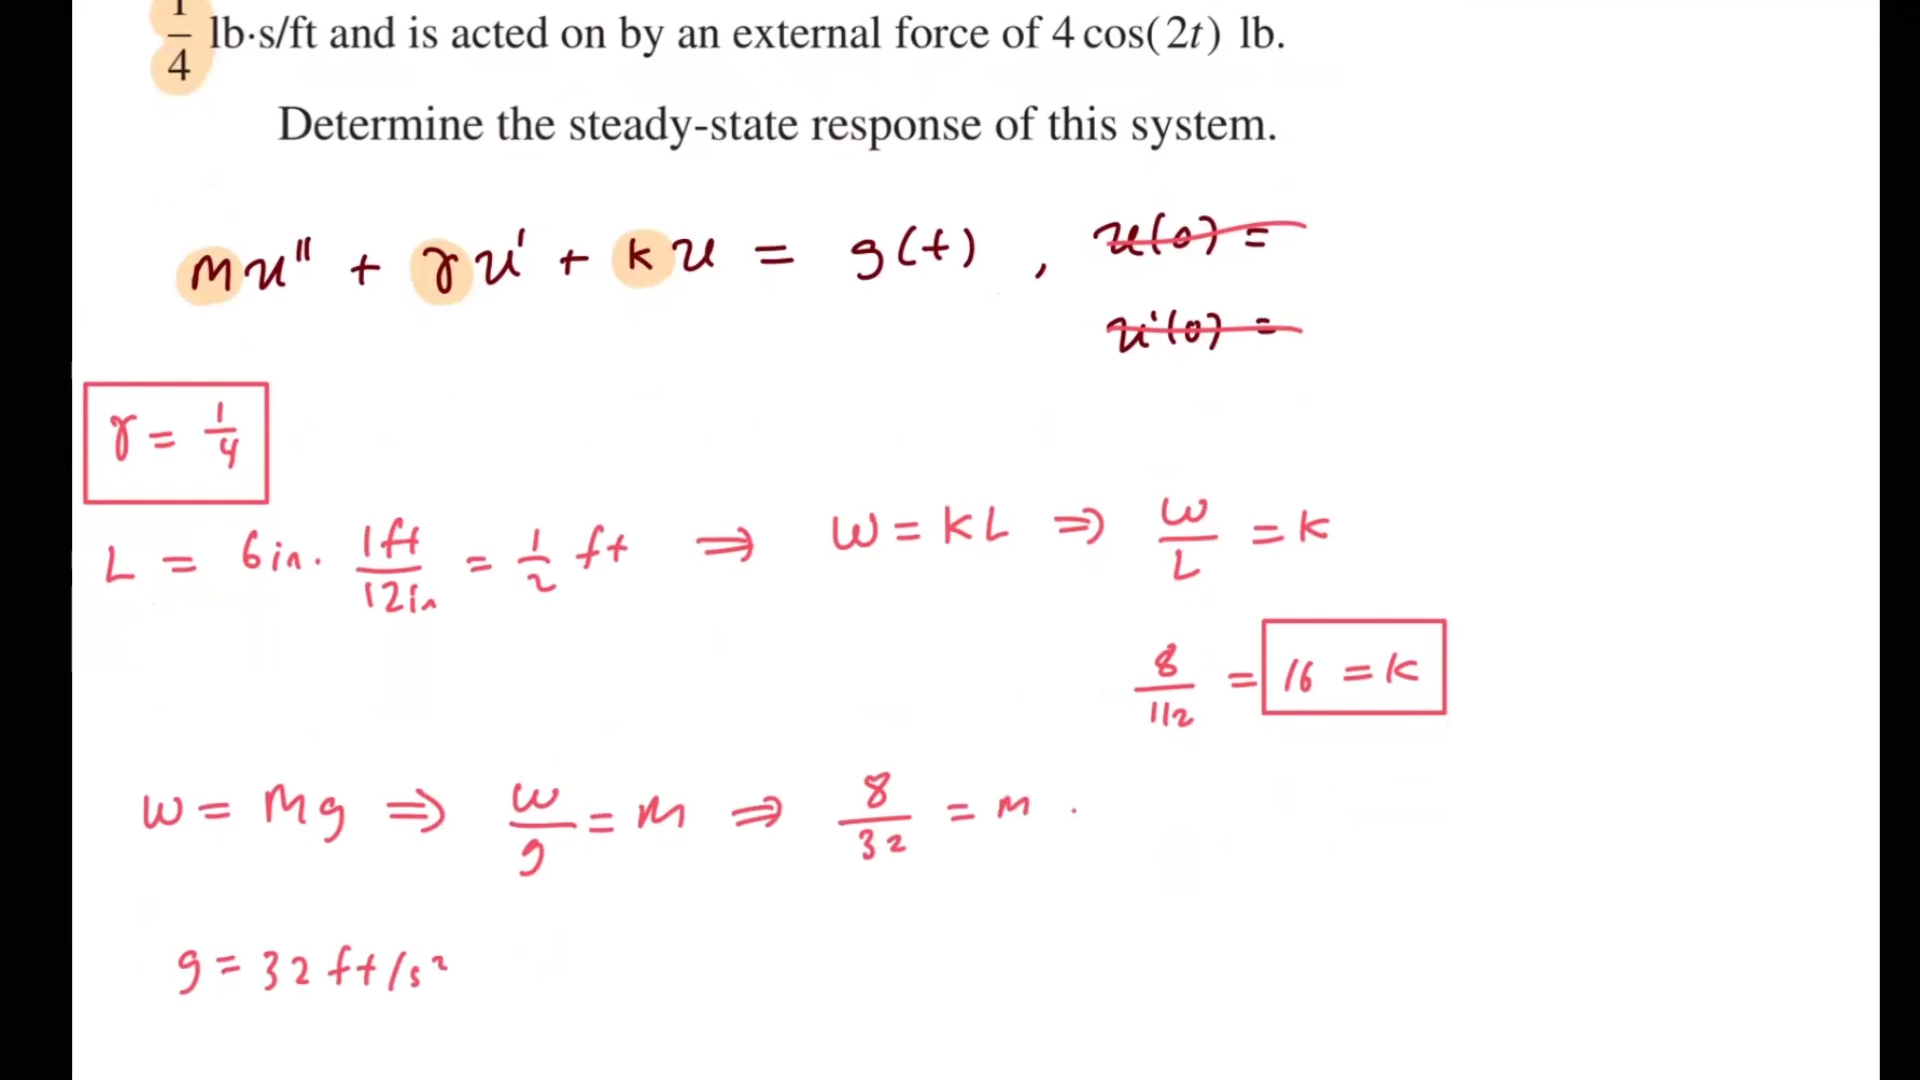 1/4 lb·s/ft and is acted on by an external force of 4 cos(2t) lb.
Determine the steady-state response of this system.
mu'' + γu' + ku = g(t) , u(0) =
u'(0) =
γ = 1/4
L = 6in. 1ft/12in = 1/2 ft ⇒ w = kL ⇒ w/L = k
8/1/2 = 16 = k
w = mg ⇒ w/g = m ⇒ 8/32 = m .
g = 32 ft/s²